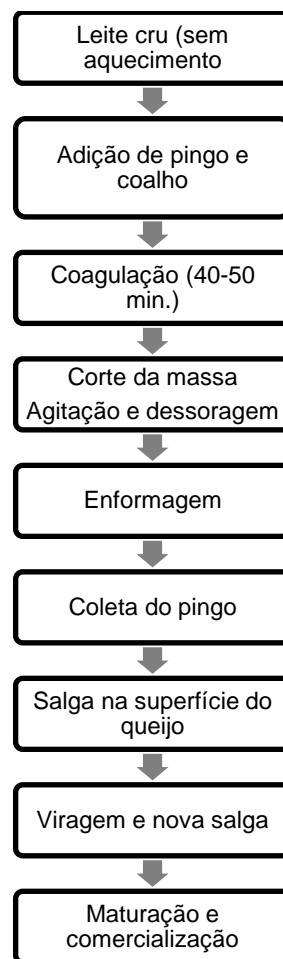 Leite cru (sem
aquecimento
Adição de pingo e
coalho
Coagulação (40-50
min.)
Corte da massa
Agitação e dessoragem
Enformagem
Coleta do pingo
Salga na superfície do
queijo
Viragem e nova salga
Maturação e
comercialização